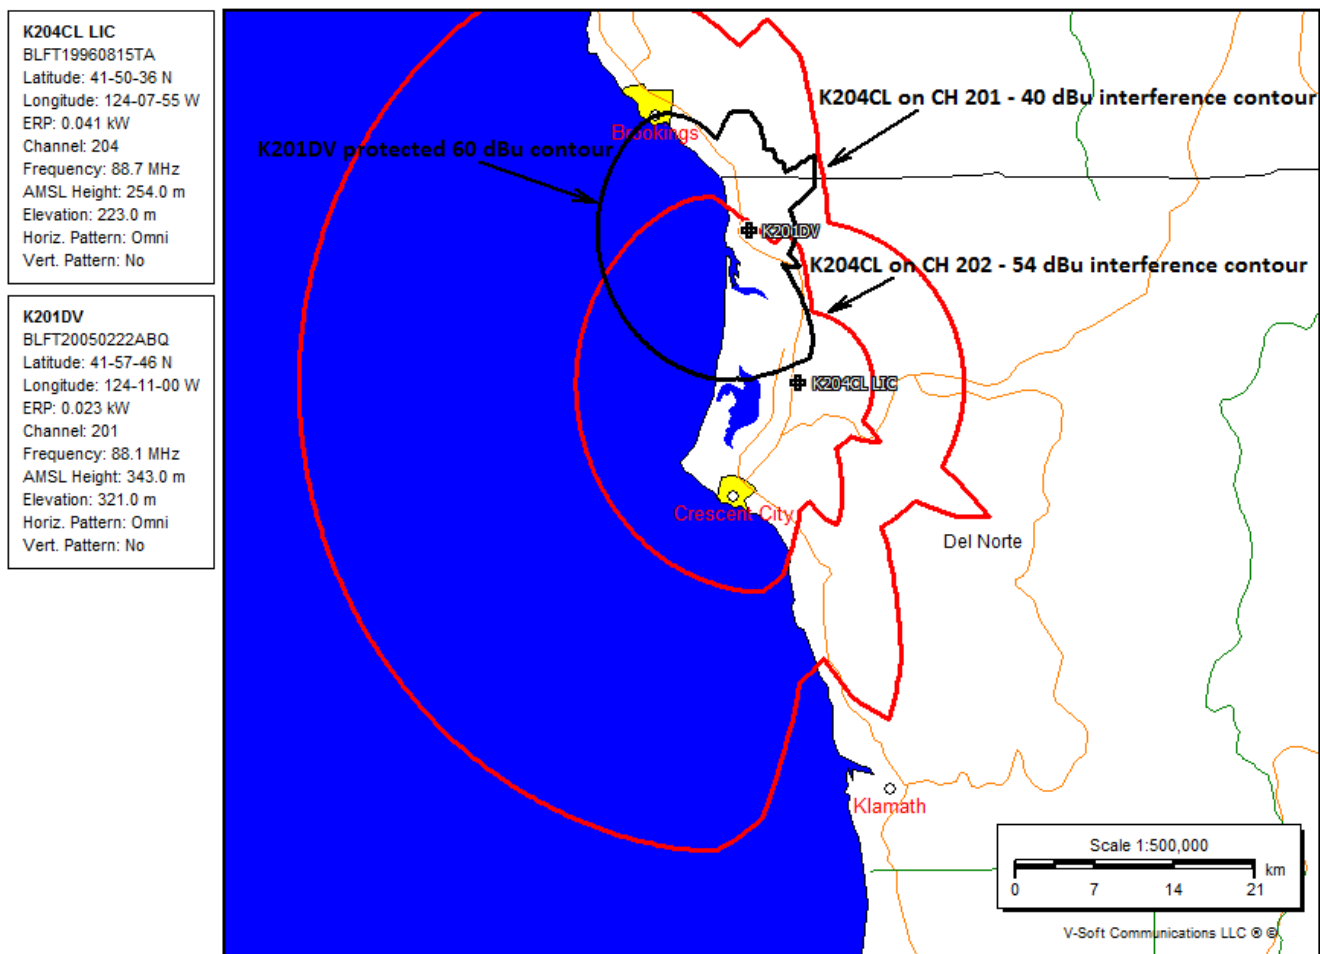 K204CL LIC
BLFT19960815TA
Latitude: 41-50-36 N
Longitude: 124-07-55 W
ERP: 0.041 kW
Channel: 204
Frequency: 88.7 MHz
AMSL Height: 254.0 m
Elevation: 223.0 m
Horiz. Pattern: Omni
Vert. Pattern: No
K201DV
BLFT20050222ABQ
Latitude: 41-57-46 N
Longitude: 124-11-00 W
ERP: 0.023 kW
Channel: 201
Frequency: 88.1 MHz
AMSL Height: 343.0 m
Elevation: 321.0 m
Horiz. Pattern: Omni
Vert. Pattern: No
K204CL on CH 201 - 40 dBu interference contour
Brookings
K201DV protected 60 dBu contour
K201DV
K204CL on CH 202 - 54 dBu interference contour
K204CL LIC
Crescent City
Del Norte
Klamath
Scale 1:500,000
km
0 7 14 21
V-Soft Communications LLC ® ©